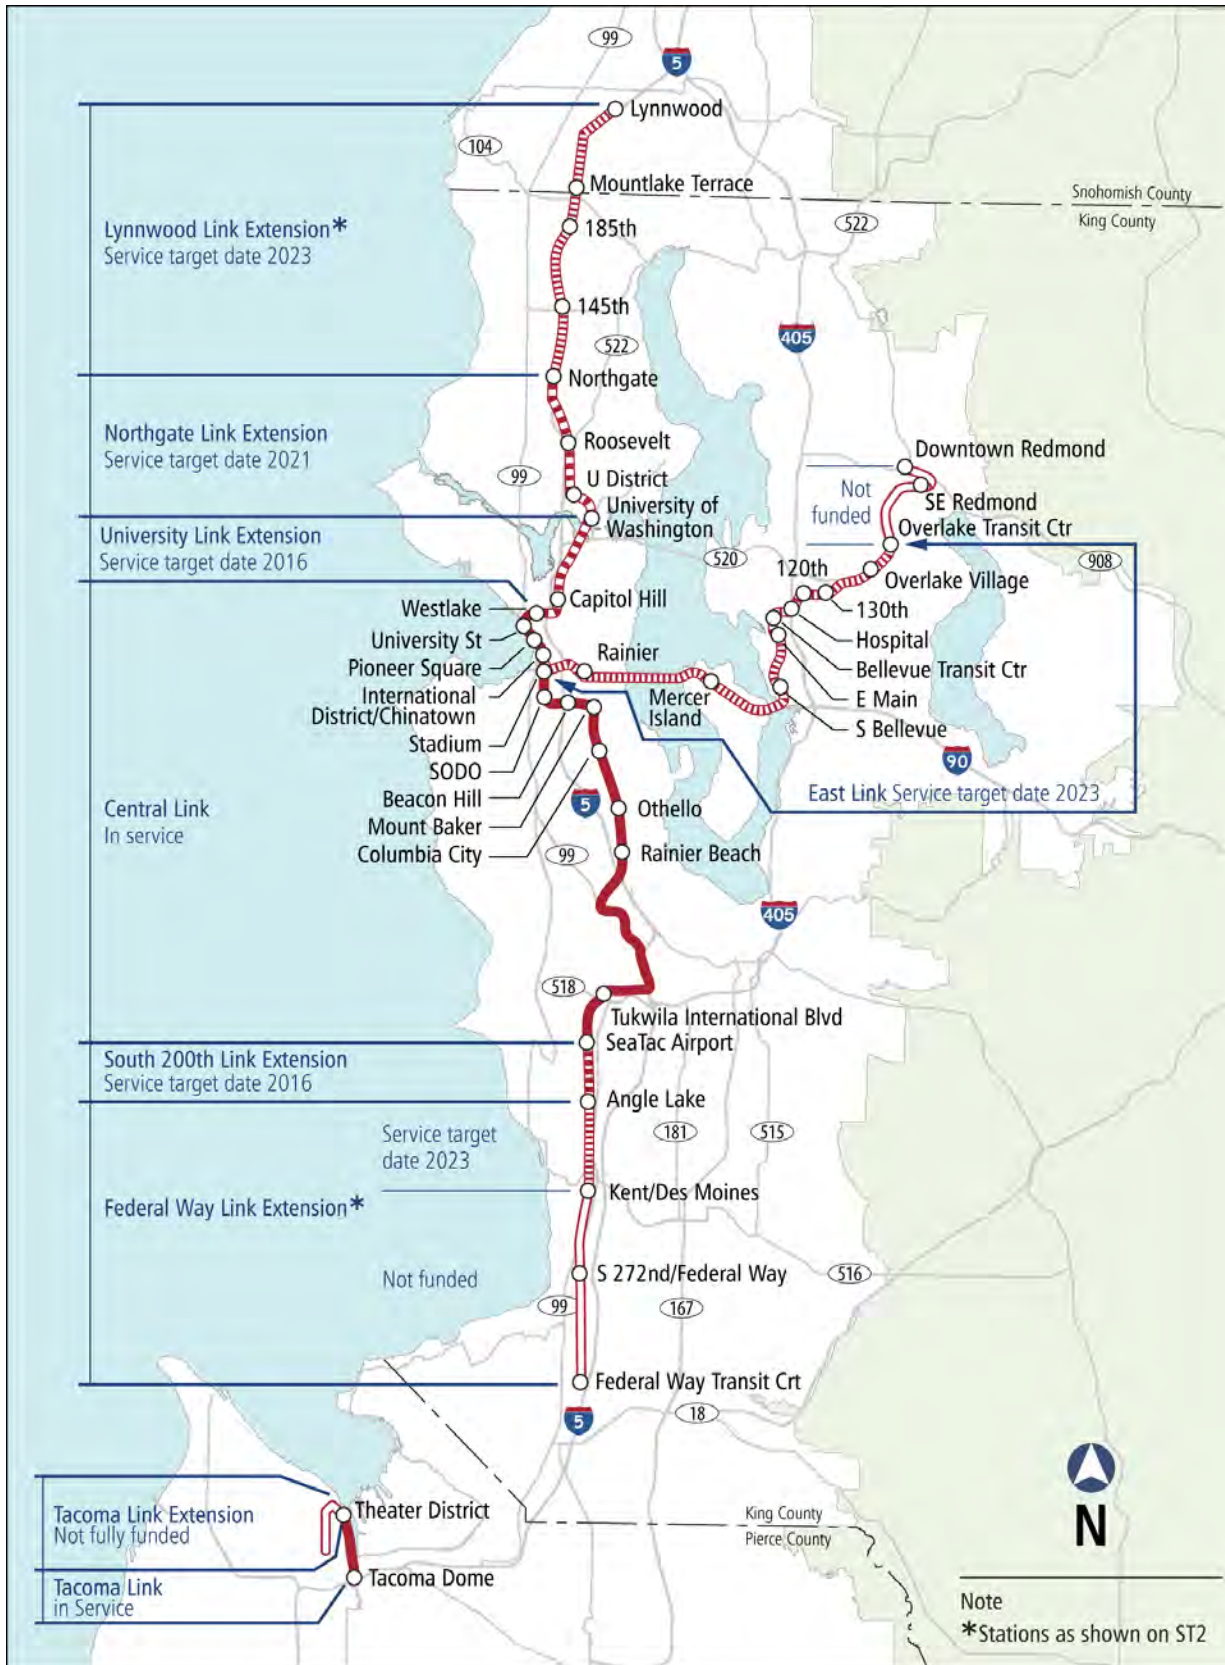 99
5
Lynnwood
104
Mountlake Terrace
Snohomish County
King County
522
185th
Lynnwood Link Extension*
Service target date 2023
145th
405
522
Northgate
Northgate Link Extension
Service target date 2021
Roosevelt
Downtown Redmond
99
U District
Not
funded
SE Redmond
University of
Washington
University Link Extension
Service target date 2016
Overlake Transit Ctr
520
908
120th
Overlake Village
Westlake
Capitol Hill
130th
University St
Hospital
Pioneer Square
Rainier
Bellevue Transit Ctr
International
District/Chinatown
Mercer
Island
E Main
Stadium
S Bellevue
SODO
90
Beacon Hill
5
East Link Service target date 2023
Central Link
In service
Othello
Mount Baker
Columbia City
99
Rainier Beach
405
518
Tukwila International Blvd
SeaTac Airport
South 200th Link Extension
Service target date 2016
Angle Lake
Service target
date 2023
181
515
Kent/Des Moines
Federal Way Link Extension*
Not funded
S 272nd/Federal Way
516
99
167
Federal Way Transit Crt
5
18
N
Tacoma Link Extension
Not fully funded
Theater District
King County
Pierce County
Tacoma Link
in Service
Tacoma Dome
Note
*Stations as shown on ST2